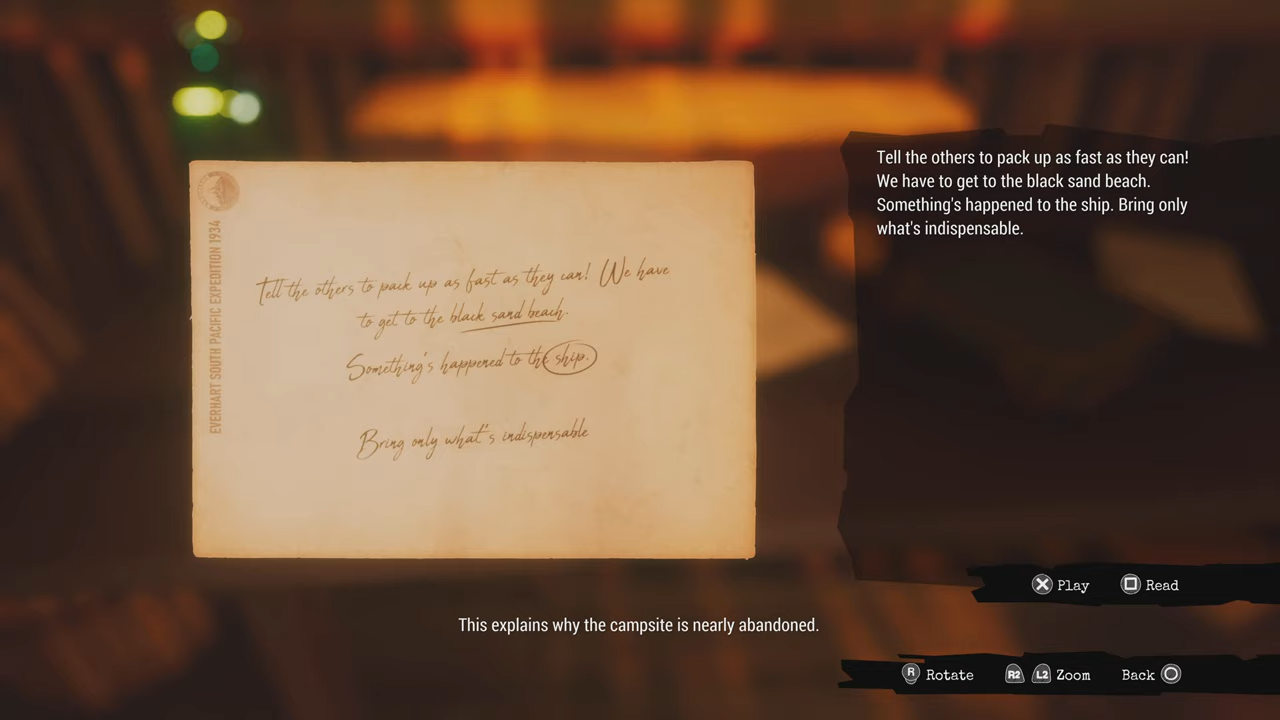 EVERHART SOUTH PACIFIC EXPEDITION 1934
Tell the others to pack up as fast as they can! We have
to get to the black sand beach.
Something's happened to the ship.
Bring only what's indispensable
Tell the others to pack up as fast as they can!
We have to get to the black sand beach.
Something's happened to the ship. Bring only
what's indispensable.
Play
Read
This explains why the campsite is nearly abandoned.
R Rotate
R2 L2 Zoom
Back